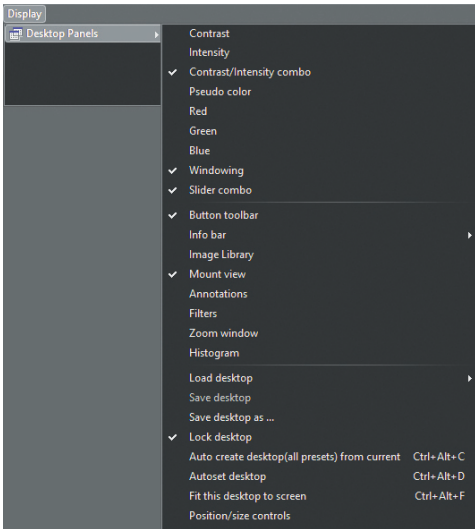 Display
Desktop Panels
Contrast
Intensity
Contrast/Intensity combo
Pseudo color
Red
Green
Blue
Windowing
Slider combo
Button toolbar
Info bar
Image Library
Mount view
Annotations
Filters
Zoom window
Histogram
Load desktop
Save desktop
Save desktop as ...
Lock desktop
Auto create desktop(all presets) from current Ctrl+Alt+C
Autoset desktop Ctrl+Alt+D
Fit this desktop to screen Ctrl+Alt+F
Position/size controls